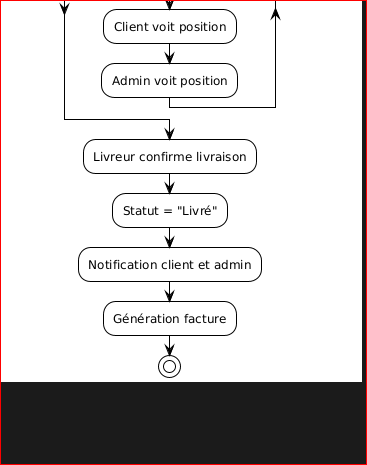 Client voit position
Admin voit position
Livreur confirme livraison
Statut = "Livré"
Notification client et admin
Génération facture